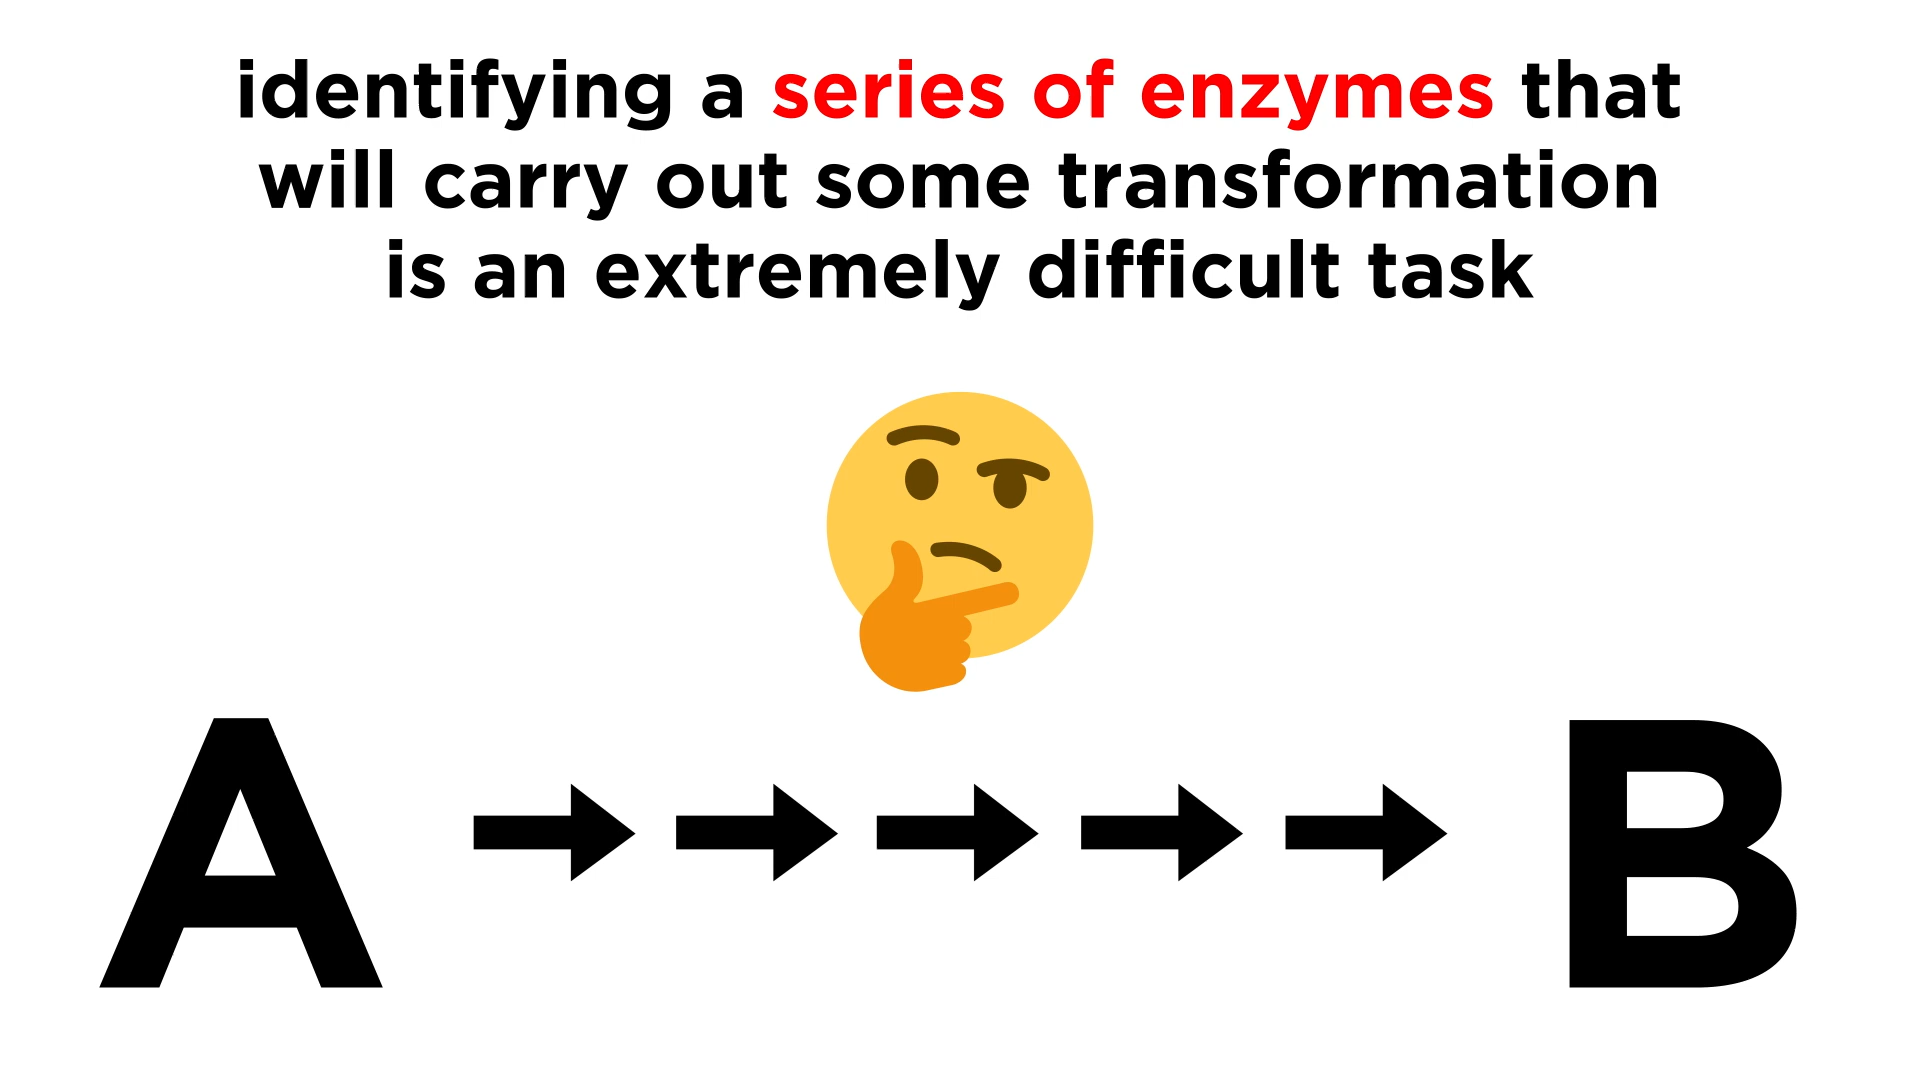 identifying a series of enzymes that
will carry out some transformation
is an extremely difficult task
A B